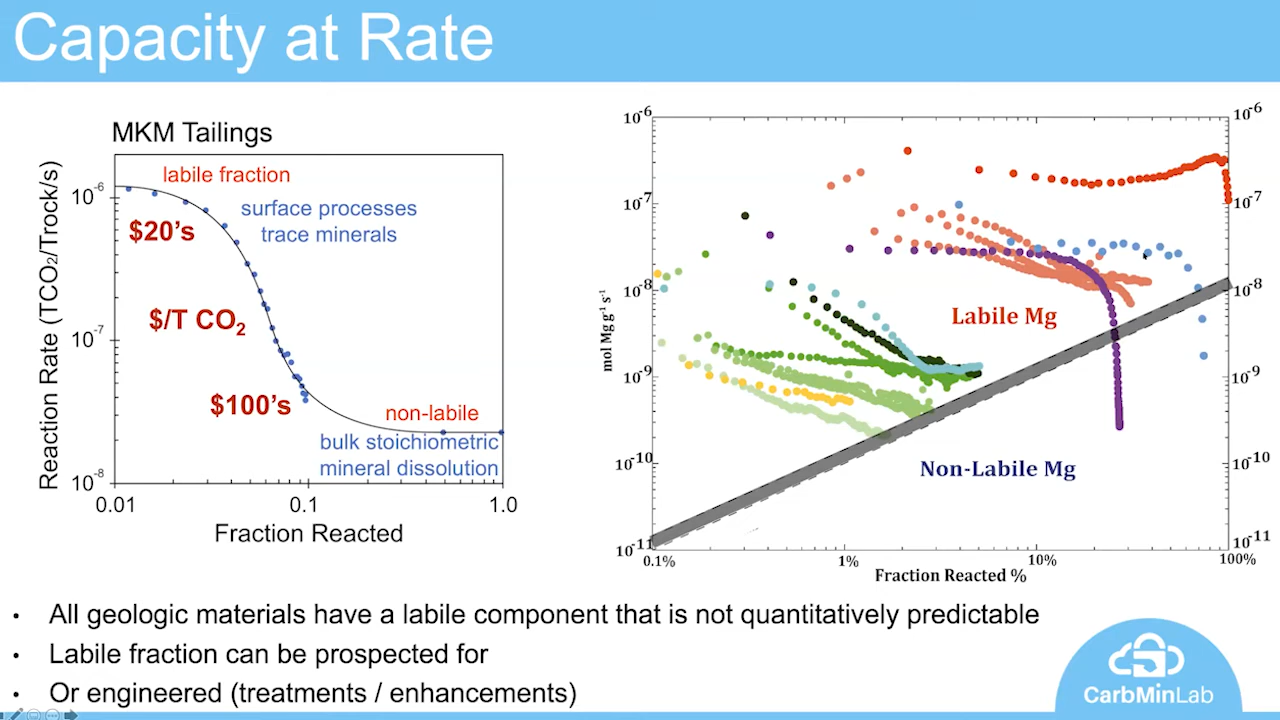 Capacity at Rate
MKM Tailings
Reaction Rate (TCO₂/Trock/s)
10⁻⁶
10⁻⁷
10⁻⁸
labile fraction
surface processes
trace minerals
$20's
$/T CO₂
$100's
non-labile
bulk stoichiometric
mineral dissolution
0.01
0.1
1.0
Fraction Reacted
mol Mg g⁻¹ s⁻¹
10⁻⁶
10⁻⁷
10⁻⁸
10⁻⁹
10⁻¹⁰
10⁻¹¹
Labile Mg
Non-Labile Mg
10⁻⁶
10⁻⁷
10⁻⁸
10⁻⁹
10⁻¹⁰
10⁻¹¹
0.1%
1%
10%
100%
Fraction Reacted %
• All geologic materials have a labile component that is not quantitatively predictable
• Labile fraction can be prospected for
• Or engineered (treatments / enhancements)
CarbMinLab